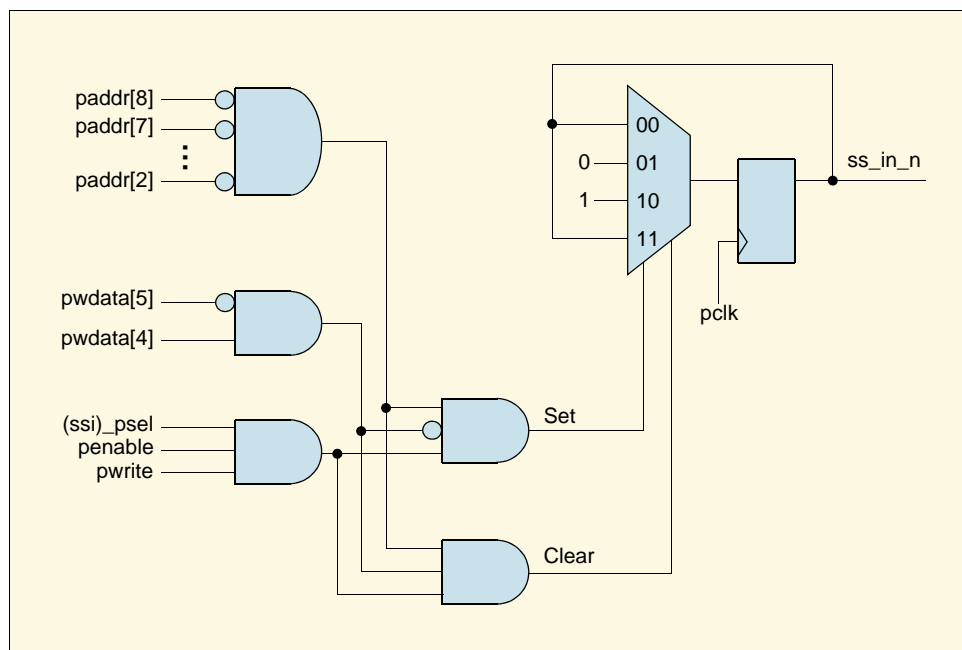 paddr[8]
paddr[7]
paddr[2]
pwdata[5]
pwdata[4]
(ssi)_psel
penable
pwrite
Set
Clear
00
0
01
1
10
11
pclk
ss_in_n